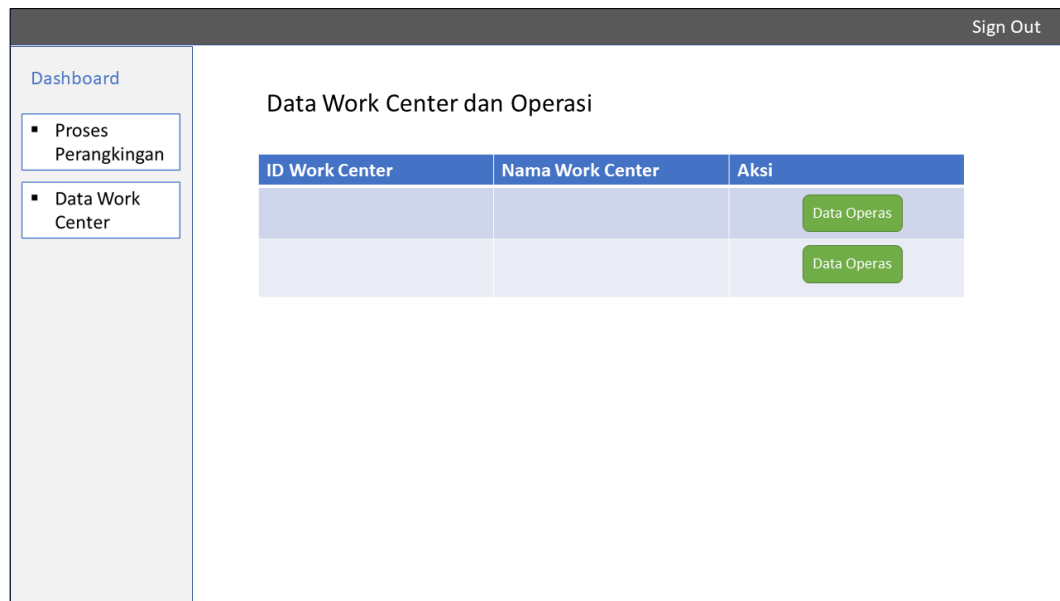 Sign Out
Dashboard
▪ Proses
Perangkingan
▪ Data Work
Center
Data Work Center dan Operasi
ID Work Center Nama Work Center Aksi
Data Operas
Data Operas